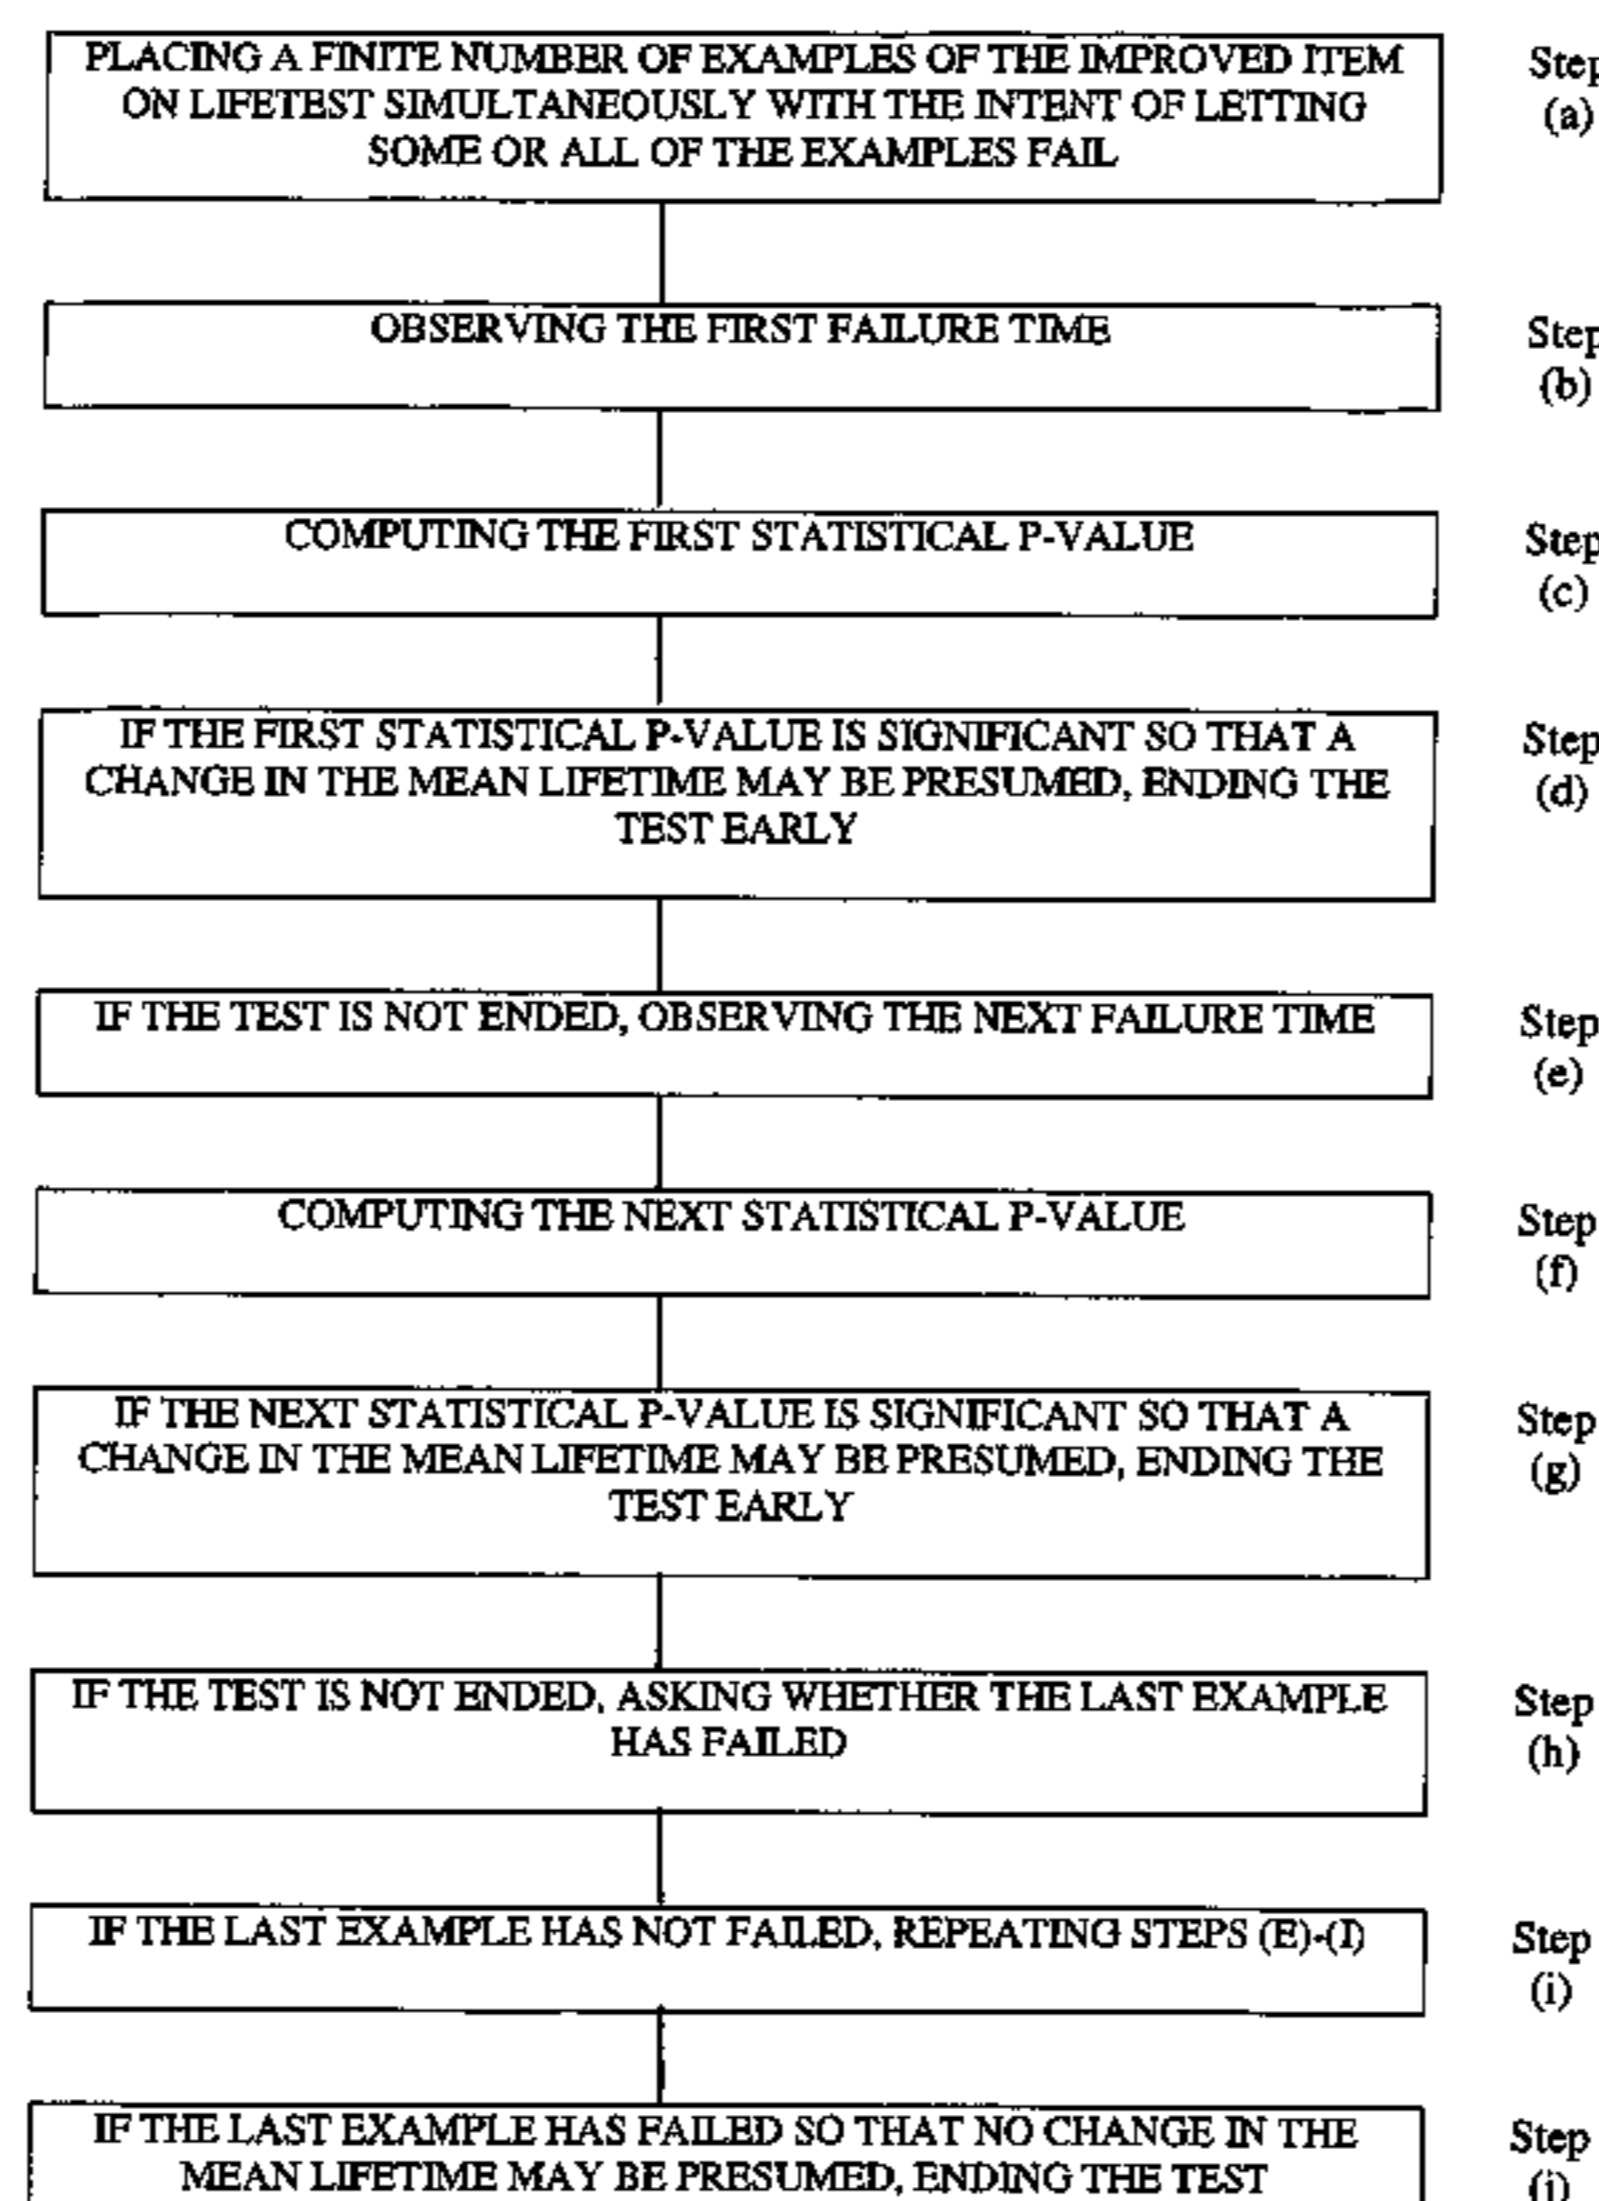 PLACING A FINITE NUMBER OF EXAMPLES OF THE IMPROVED ITEM
ON LIFETEST SIMULTANEOUSLY WITH THE INTENT OF LETTING
SOME OR ALL OF THE EXAMPLES FAIL
Step
(a)
OBSERVING THE FIRST FAILURE TIME
Step
(b)
COMPUTING THE FIRST STATISTICAL P-VALUE
Step
(c)
IF THE FIRST STATISTICAL P-VALUE IS SIGNIFICANT SO THAT A
CHANGE IN THE MEAN LIFETIME MAY BE PRESUMED, ENDING THE
TEST EARLY
Step
(d)
IF THE TEST IS NOT ENDED, OBSERVING THE NEXT FAILURE TIME
Step
(e)
COMPUTING THE NEXT STATISTICAL P-VALUE
Step
(f)
IF THE NEXT STATISTICAL P-VALUE IS SIGNIFICANT SO THAT A
CHANGE IN THE MEAN LIFETIME MAY BE PRESUMED, ENDING THE
TEST EARLY
Step
(g)
IF THE TEST IS NOT ENDED, ASKING WHETHER THE LAST EXAMPLE
HAS FAILED
Step
(h)
IF THE LAST EXAMPLE HAS NOT FAILED, REPEATING STEPS (E)-(I)
Step
(i)
IF THE LAST EXAMPLE HAS FAILED SO THAT NO CHANGE IN THE
MEAN LIFETIME MAY BE PRESUMED, ENDING THE TEST
Step
(j)